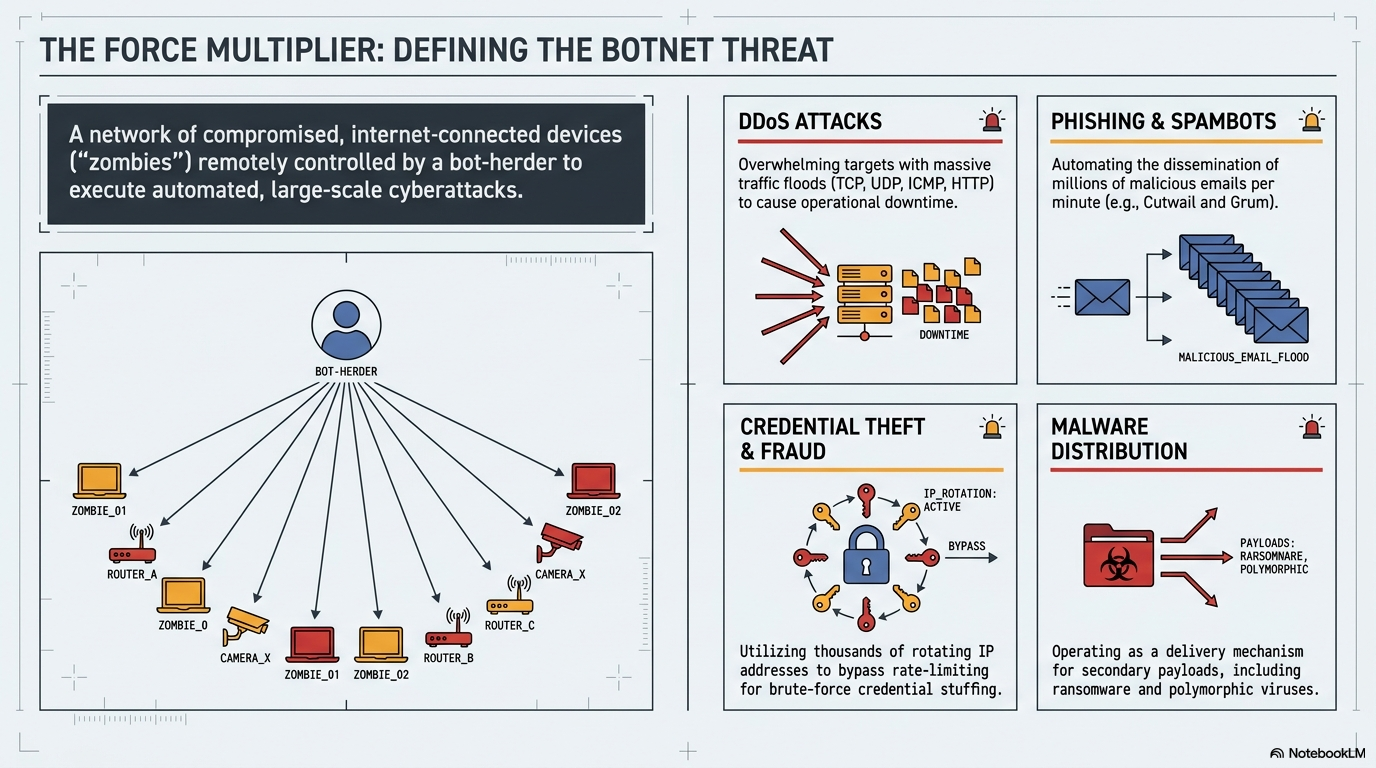 THE FORCE MULTIPLIER: DEFINING THE BOTNET THREAT
A network of compromised, internet-connected devices
(“zombies”) remotely controlled by a bot-herder to
execute automated, large-scale cyberattacks.
BOT-HERDER
ZOMBIE_01
ROUTER_A
ZOMBIE_0
CAMERA_X
ZOMBIE_01
ZOMBIE_02
ROUTER_B
ROUTER_C
CAMERA_X
ZOMBIE_02
DDoS ATTACKS
Overwhelming targets with massive
traffic floods (TCP, UDP, ICMP, HTTP)
to cause operational downtime.
DOWNTIME
PHISHING & SPAMBOTS
Automating the dissemination of
millions of malicious emails per
minute (e.g., Cutwail and Grum).
MALICIOUS_EMAIL_FLOOD
CREDENTIAL THEFT
& FRAUD
IP_ROTATION:
ACTIVE
BYPASS
Utilizing thousands of rotating IP
addresses to bypass rate-limiting
for brute-force credential stuffing.
MALWARE
DISTRIBUTION
PAYLOADS:
RARSOMNARE,
POLYMORPHIC
Operating as a delivery mechanism
for secondary payloads, including
ransomware and polymorphic viruses.
NotebookLM